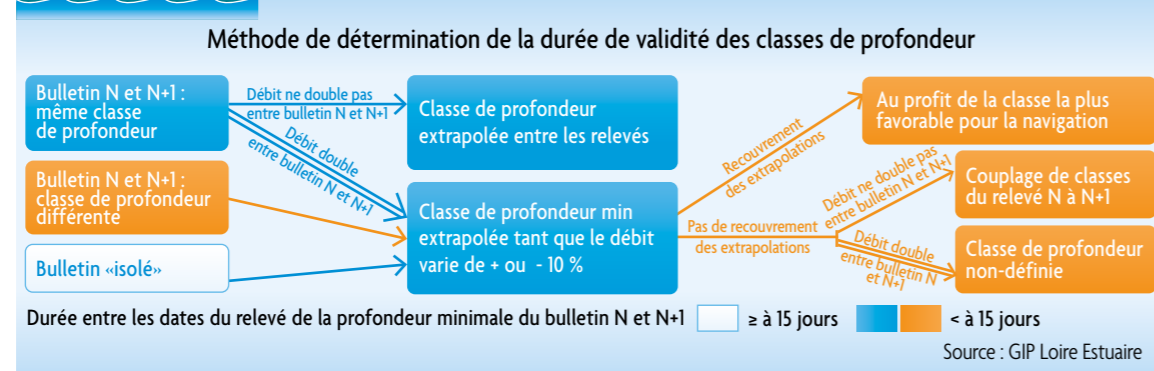 Méthode de détermination de la durée de validité des classes de profondeur
Bulletin N et N+1 :
même classe
de profondeur
Débit ne double pas
entre bulletin N et N+1
Débit double
entre bulletin N et N+1
Classe de profondeur
extrapolée entre les relevés
Bulletin N et N+1 :
classe de profondeur
différente
Bulletin «isolé»
Classe de profondeur min
extrapolée tant que le débit
varie de + ou - 10 %
Recouvrement
des extrapolations
Pas de recouvrement
des extrapolations
Au profit de la classe la plus
favorable pour la navigation
Débit ne double pas
entre bulletin N et N+1
Couplage de classes
du relevé N à N+1
Débit double
entre bulletin N
et N+1
Classe de profondeur
non-définie
Durée entre les dates du relevé de la profondeur minimale du bulletin N et N+1 ≥ à 15 jours < à 15 jours
Source : GIP Loire Estuaire